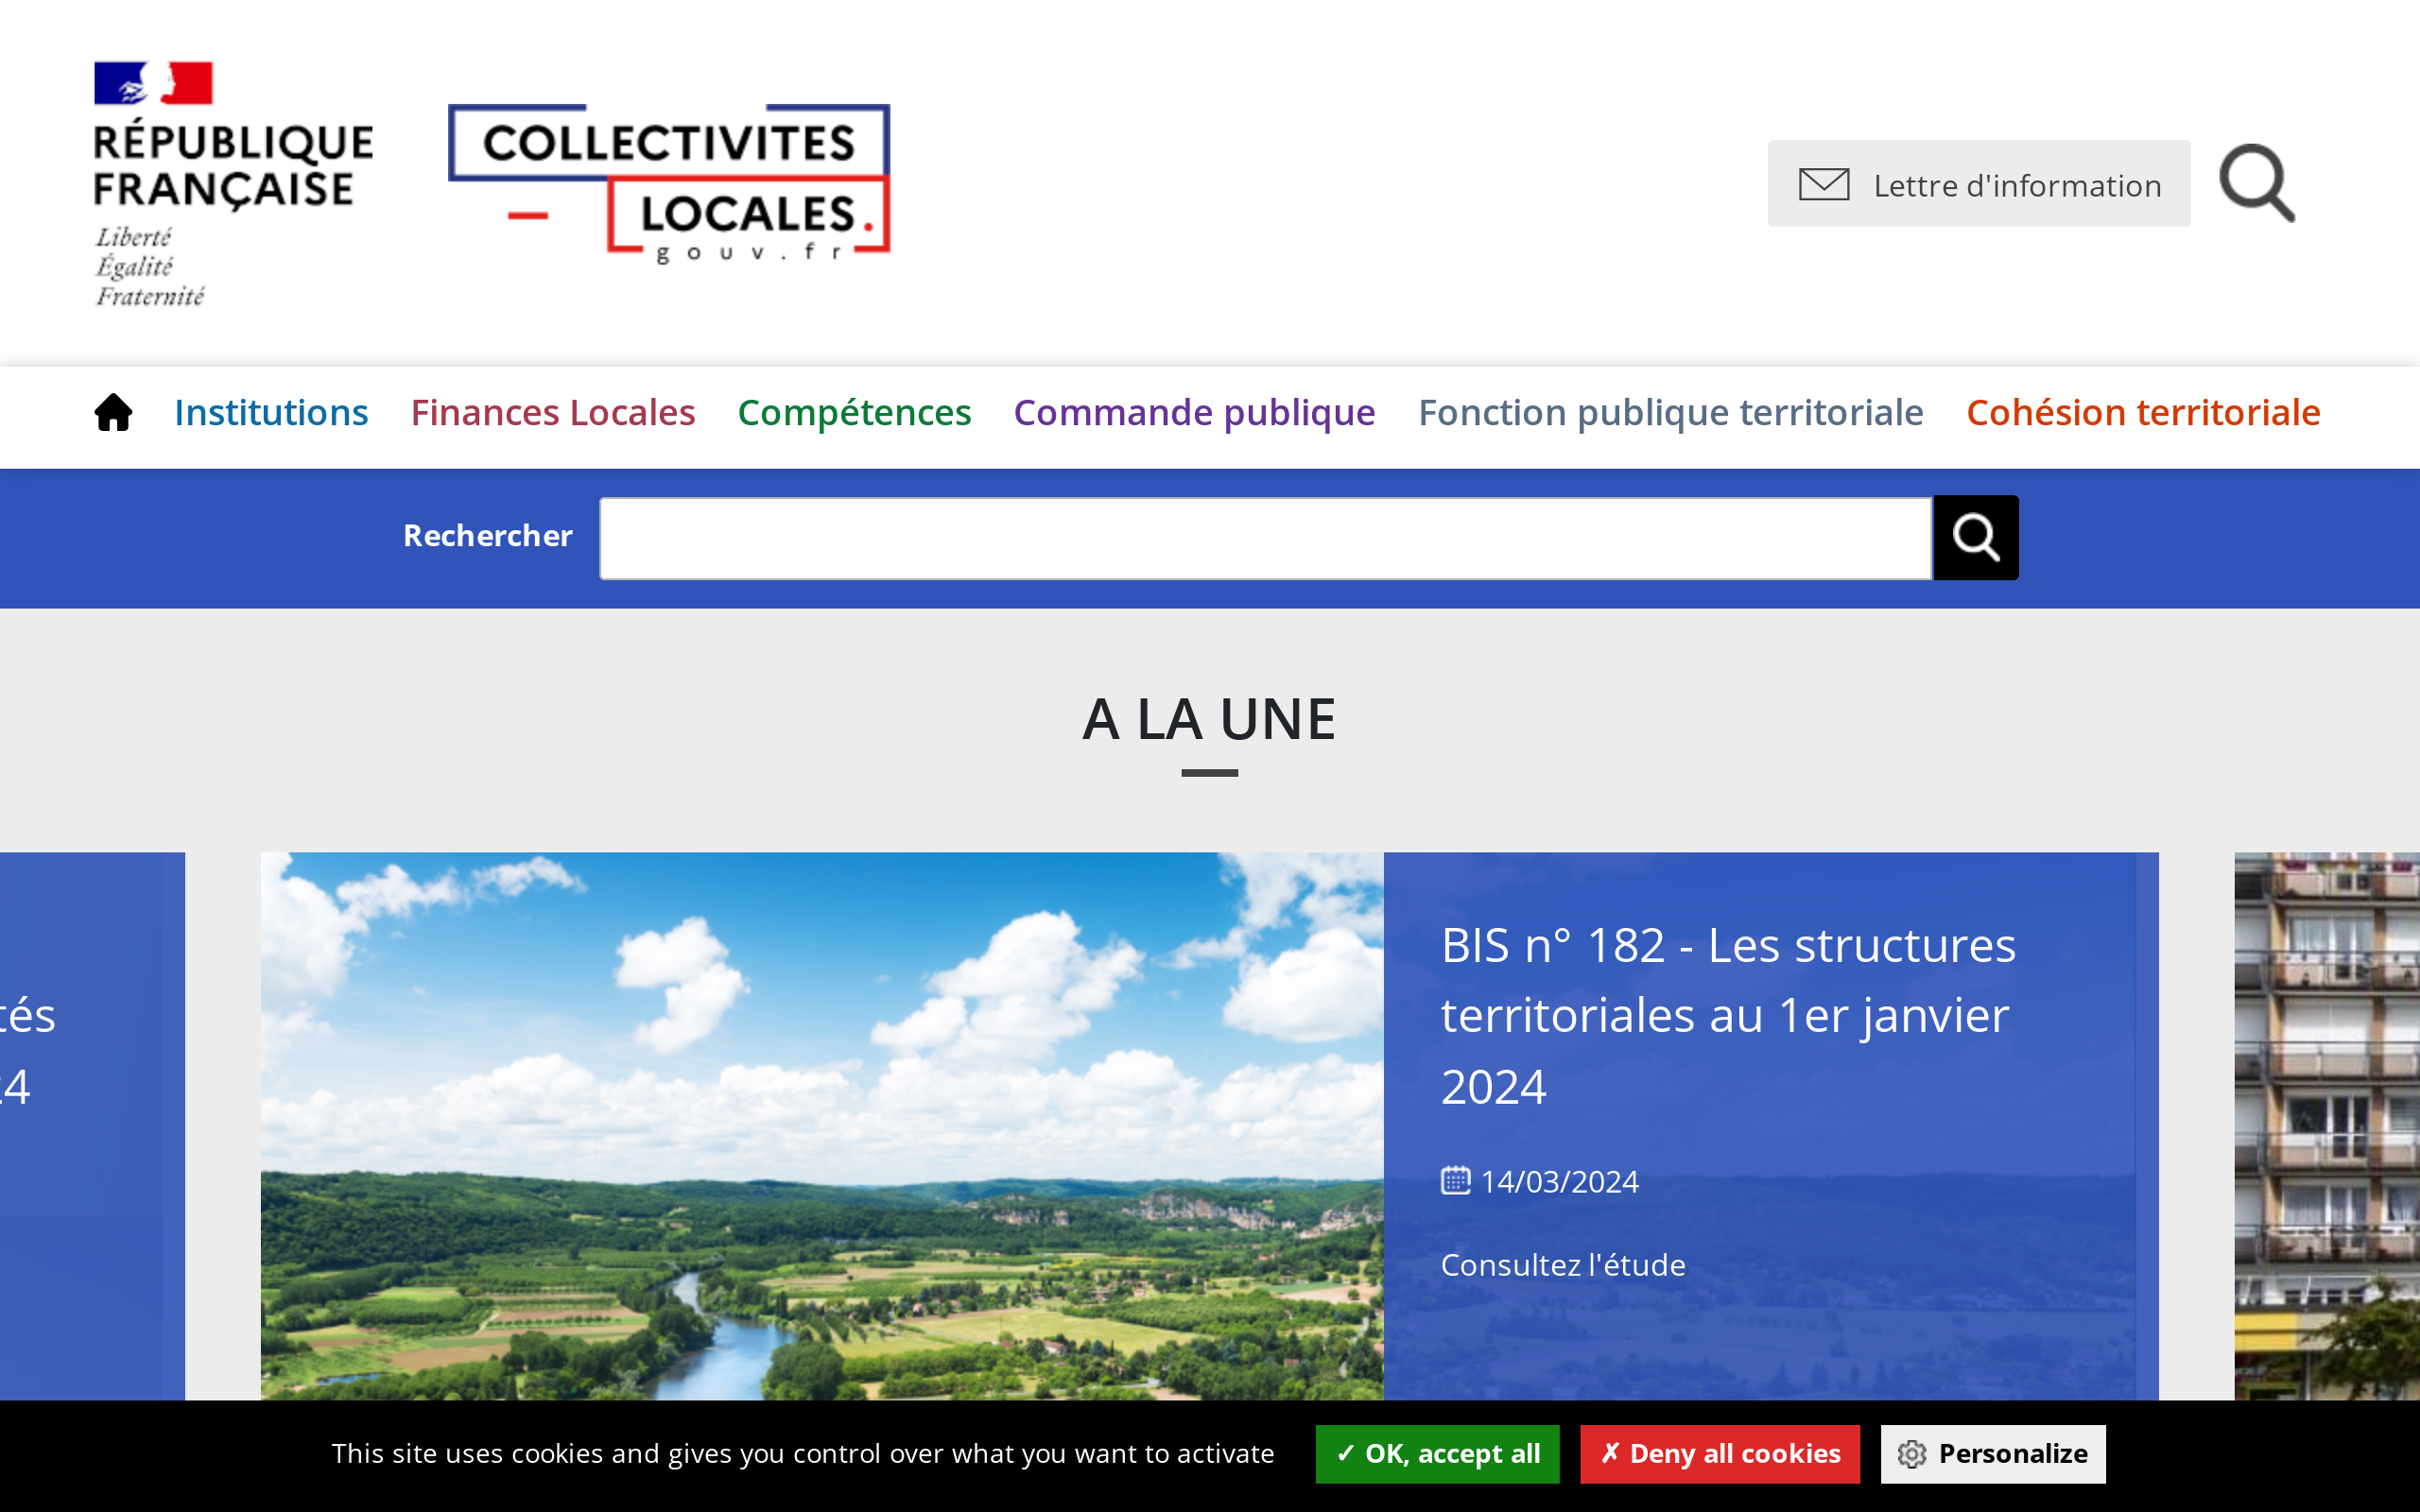 RÉPUBLIQUE
FRANÇAISE
Liberté
Égalité
Fraternité
COLLECTIVITES
LOCALES.
gouv.fr
Lettre d'information
Institutions Finances Locales Compétences Commande publique Fonction publique territoriale Cohésion territoriale
Rechercher
A LA UNE
BIS n° 182 - Les structures
territoriales au 1er janvier
2024
14/03/2024
Consultez l'étude
This site uses cookies and gives you control over what you want to activate
✓ OK, accept all
✗ Deny all cookies
Personalize